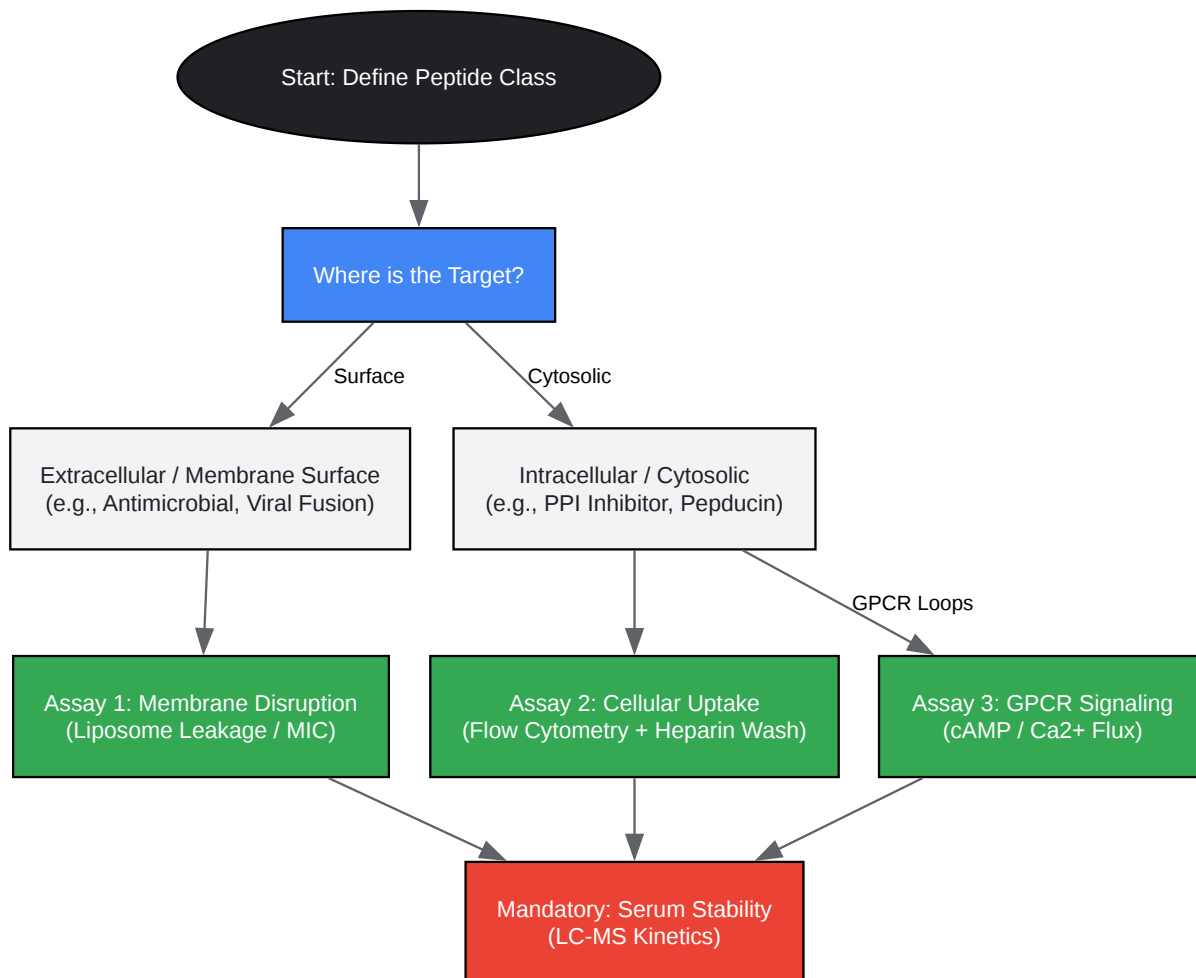 Start: Define Peptide Class
Where is the Target?
Surface
Cytosolic
Extracellular / Membrane Surface
(e.g., Antimicrobial, Viral Fusion)
Intracellular / Cytosolic
(e.g., PPI Inhibitor, Pepducin)
GPCR Loops
Assay 1: Membrane Disruption
(Liposome Leakage / MIC)
Assay 2: Cellular Uptake
(Flow Cytometry + Heparin Wash)
Assay 3: GPCR Signaling
(cAMP / Ca2+ Flux)
Mandatory: Serum Stability
(LC-MS Kinetics)